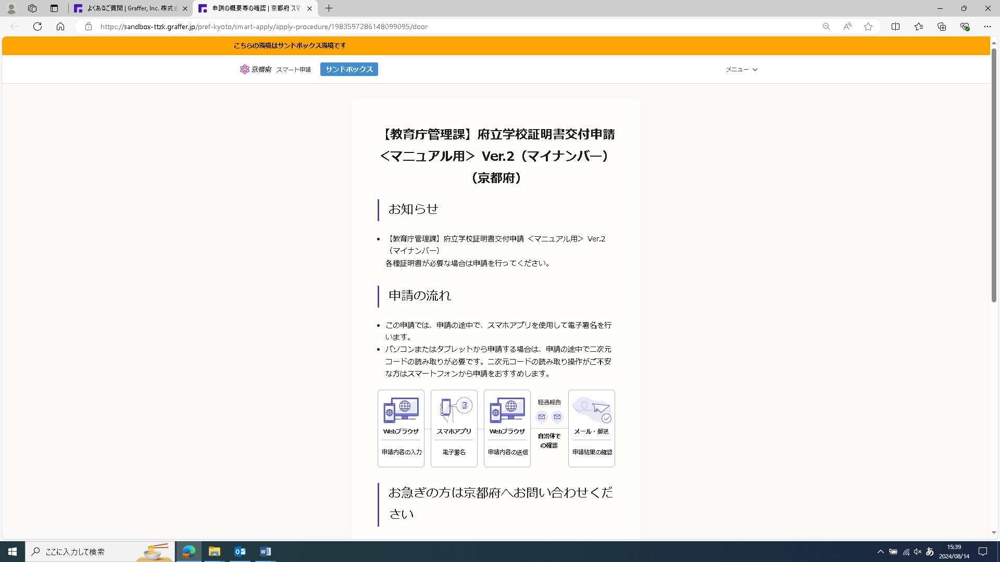 よくあるご質問 | Graffer, Inc. 株式会
申請の概要等の確認 | 京都府 スマー
https://sandbox-ttzk.graffer.jp/pref-kyoto/smart-apply/apply-procedure/1983597286148099095/door
こちらの環境はサンドボックス環境です
京都府 スマート申請 サンドボックス メニュー
【教育庁管理課】府立学校証明書交付申請
＜マニュアル用＞ Ver.2（マイナンバー）
（京都府）
お知らせ
【教育庁管理課】府立学校証明書交付申請 ＜マニュアル用＞ Ver.2
（マイナンバー）
各種証明書が必要な場合は申請を行ってください。
申請の流れ
この申請では、申請の途中で、スマホアプリを使用して電子署名を行
います。
パソコンまたはタブレットから申請する場合は、申請の途中で二次元
コードの読み取りが必要です。二次元コードの読み取り操作がご不安
な方はスマートフォンから申請をおすすめします。
Webブラウザ
申請内容の入力
スマホアプリ
電子署名
Webブラウザ
申請内容の送信
経過報告
自治体で
の確認
メール・郵送
申請結果の確認
お急ぎの方は京都府へお問い合わせくだ
さい
ここに入力して検索
あ
15:39
2024/08/14